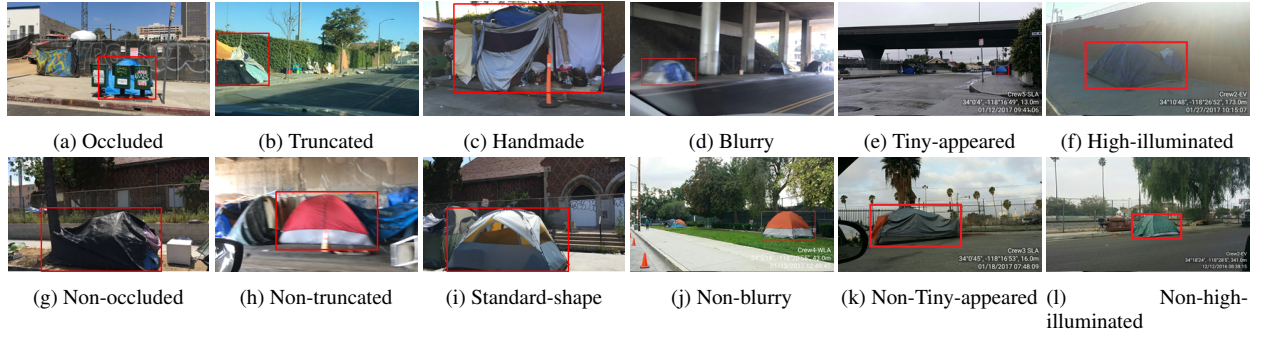 Crew5-SLA
34°0'4", -118°16'49", 13.0m
01/12/2017 09:41:06
Crew2-EV
34°10'48", -118°26'52", 173.0m
01/27/2017 10:15:07
(a) Occluded
(b) Truncated
(c) Handmade
(d) Blurry
(e) Tiny-appeared
(f) High-illuminated
Crew4-WLA
Crew3 SLA
34°0'45", -118°16'53", 16.0m
01/18/2017 07:48:09
Crew2-EV
(g) Non-occluded
(h) Non-truncated
(i) Standard-shape
(j) Non-blurry
(k) Non-Tiny-appeared
(l) Non-high-
illuminated